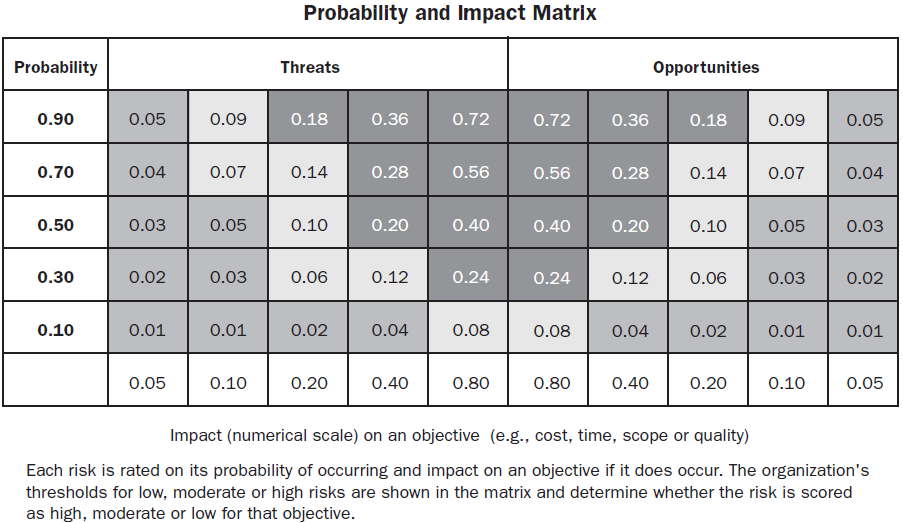 Probability and Impact Matrix
Probability Threats Opportunities
0.90 0.05 0.09 0.18 0.36 0.72 0.72 0.36 0.18 0.09 0.05
0.70 0.04 0.07 0.14 0.28 0.56 0.56 0.28 0.14 0.07 0.04
0.50 0.03 0.05 0.10 0.20 0.40 0.40 0.20 0.10 0.05 0.03
0.30 0.02 0.03 0.06 0.12 0.24 0.24 0.12 0.06 0.03 0.02
0.10 0.01 0.01 0.02 0.04 0.08 0.08 0.04 0.02 0.01 0.01
0.05 0.10 0.20 0.40 0.80 0.80 0.40 0.20 0.10 0.05
Impact (numerical scale) on an objective (e.g., cost, time, scope or quality)
Each risk is rated on its probability of occurring and impact on an objective if it does occur. The organization's
thresholds for low, moderate or high risks are shown in the matrix and determine whether the risk is scored
as high, moderate or low for that objective.